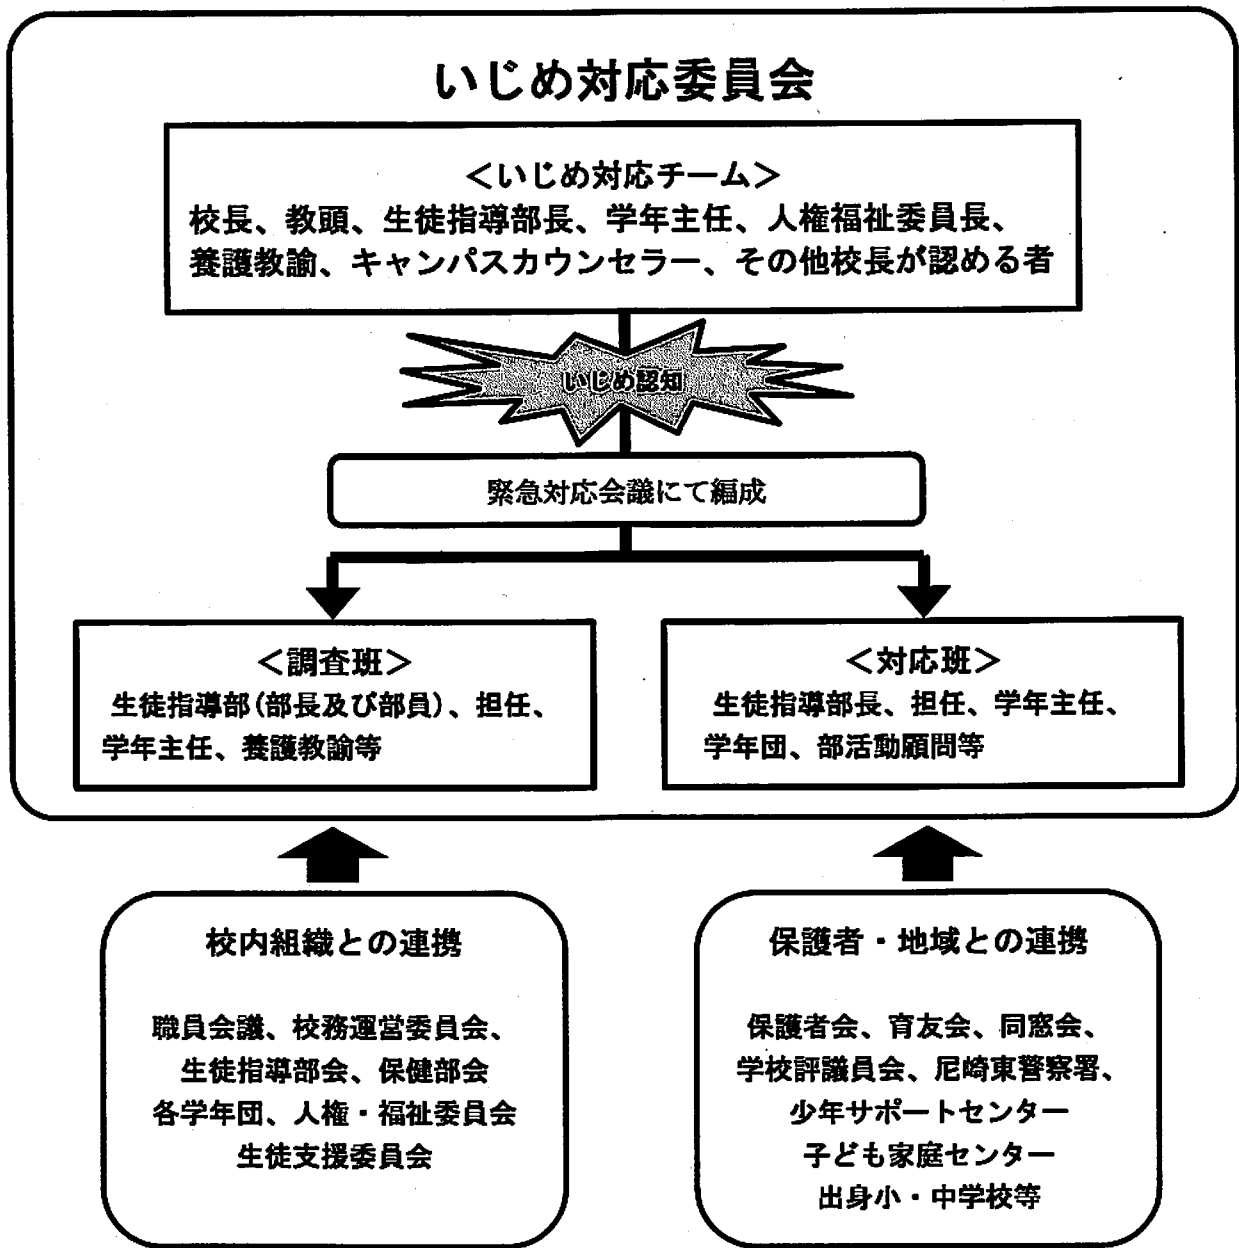 いじめ対応委員会
＜いじめ対応チーム＞
校長、教頭、生徒指導部長、学年主任、人権福祉委員長、
養護教諭、キャンパスカウンセラー、その他校長が認める者
いじめ認知
緊急対応会議にて編成
＜調査班＞
生徒指導部(部長及び部員)、担任、
学年主任、養護教諭等
＜対応班＞
生徒指導部長、担任、学年主任、
学年団、部活動顧問等
校内組織との連携
職員会議、校務運営委員会、
生徒指導部会、保健部会
各学年団、人権・福祉委員会
生徒支援委員会
保護者・地域との連携
保護者会、育友会、同窓会、
学校評議員会、尼崎東警察署、
少年サポートセンター
子ども家庭センター
出身小・中学校等